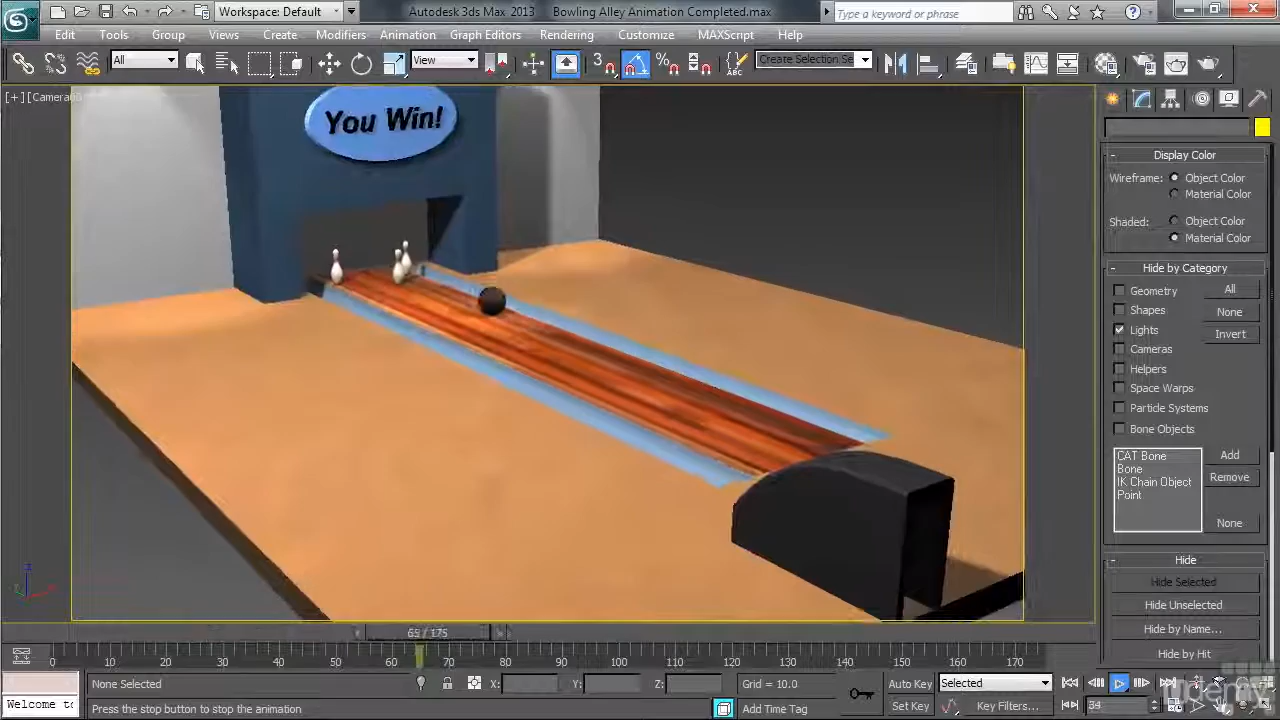 Workspace: Default
Autodesk 3ds Max 2013
Bowling Alley Animation Completed.max
Type a keyword or phrase
Edit Tools Group Views Create Modifiers Animation Graph Editors Rendering Customize MAXScript Help
All
View
3
%
Create Selection Se
[+] [Camera
You Win!
Display Color
Wireframe: Object Color
Material Color
Shaded: Object Color
Material Color
Hide by Category
Geometry All
Shapes None
Lights Invert
Cameras
Helpers
Space Warps
Particle Systems
Bone Objects
CAT Bone Add
Bone
IK Chain Object Remove
Point
None
Hide
Hide Selected
Hide Unselected
Hide by Name...
Hide by Hit
65 / 175
0 10 20 30 40 50 60 70 80 90 100 110 120 130 140 150 160 170
None Selected X: Y: Z: Grid = 10.0 Auto Key Selected
Welcome to Press the stop button to stop the animation Add Time Tag Set Key Key Filters...
udemy